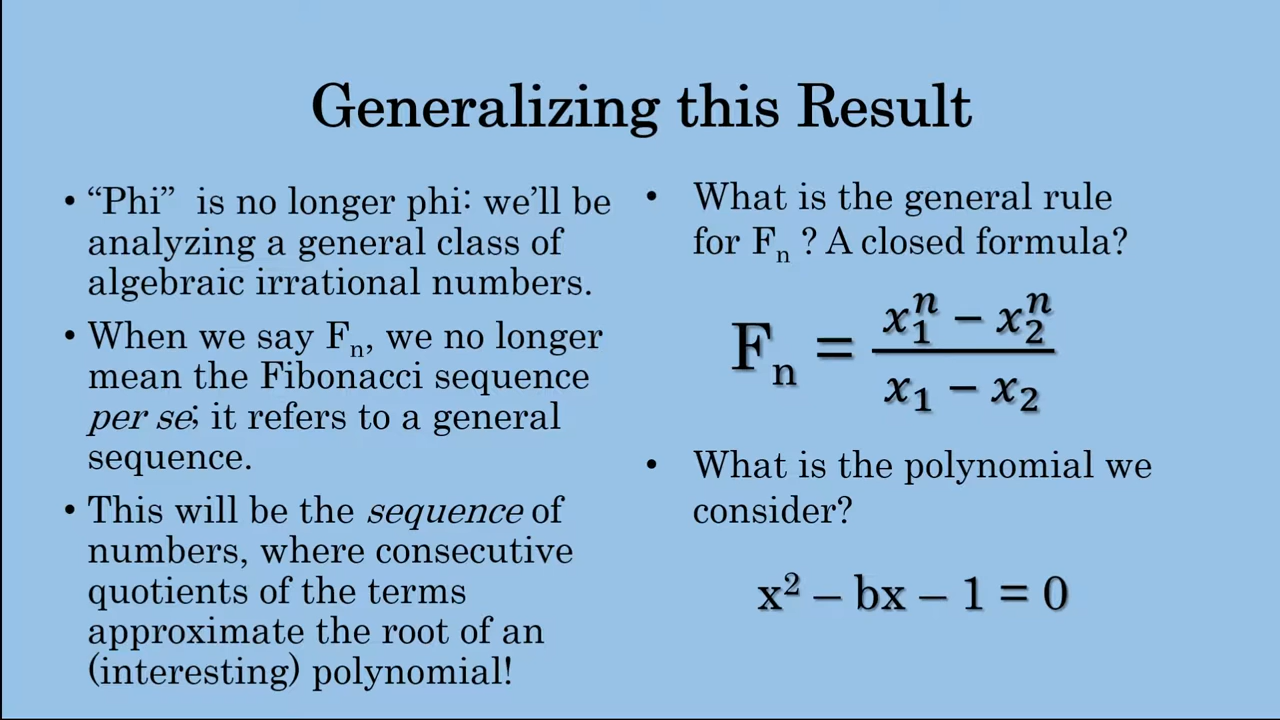 Generalizing this Result
• “Phi”  is no longer phi: we’ll be
analyzing a general class of
algebraic irrational numbers.
• When we say Fₙ, we no longer
mean the Fibonacci sequence
per se; it refers to a general
sequence.
• This will be the sequence of
numbers, where consecutive
quotients of the terms
approximate the root of an
(interesting) polynomial!
• What is the general rule
for Fₙ ? A closed formula?
Fₙ = (x₁ⁿ − x₂ⁿ) / (x₁ − x₂)
• What is the polynomial we
consider?
x² – bx – 1 = 0